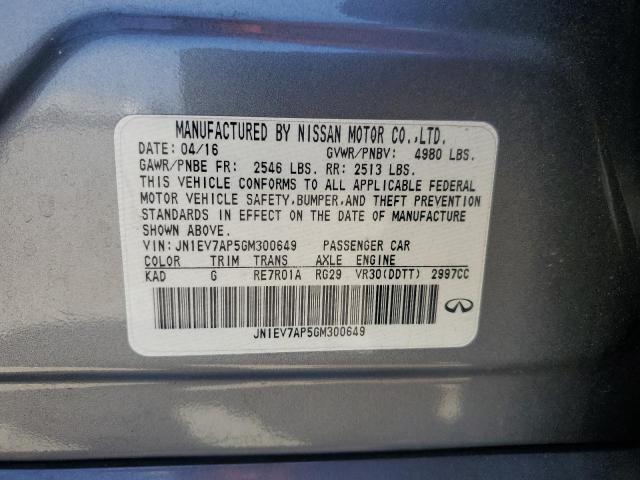 MANUFACTURED BY NISSAN MOTOR CO.,LTD.
DATE: 04/16 GVWR/PNBV: 4980 LBS.
GAWR/PNBE FR: 2546 LBS. RR: 2513 LBS.
THIS VEHICLE CONFORMS TO ALL APPLICABLE FEDERAL
MOTOR VEHICLE SAFETY,BUMPER,AND THEFT PREVENTION
STANDARDS IN EFFECT ON THE DATE OF MANUFACTURE
SHOWN ABOVE.
VIN:JN1EV7AP5GM300649 PASSENGER CAR
COLOR TRIM TRANS AXLE ENGINE
KAD G RE7R01A RG29 VR30(DDTT) 2997CC
JN1EV7AP5GM300649